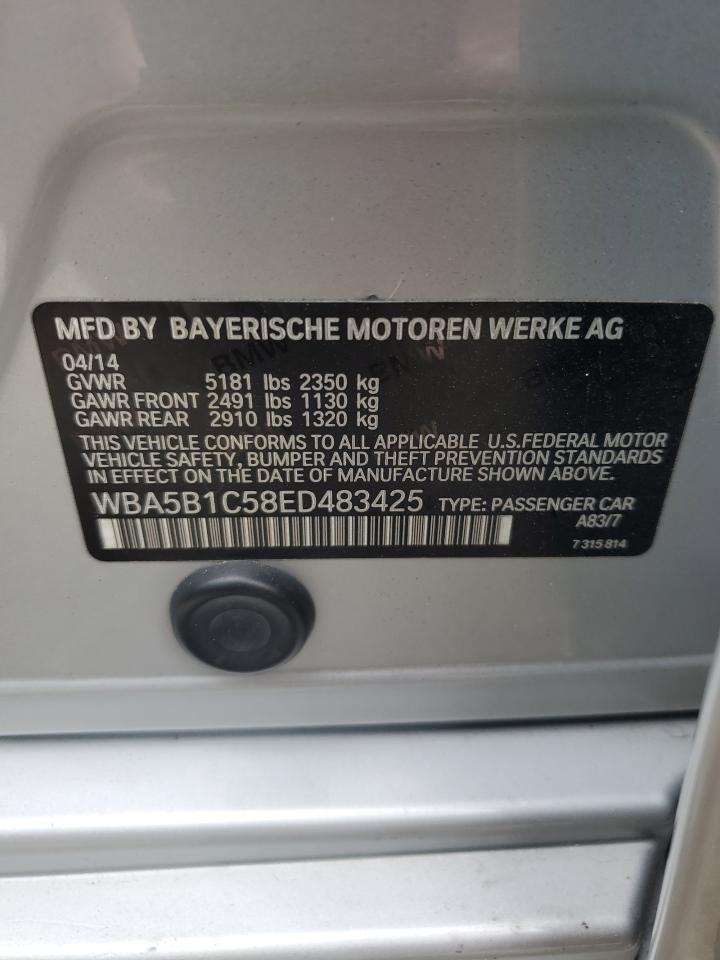 MFD BY BAYERISCHE MOTOREN WERKE AG
04/14
GVWR 5181 lbs 2350 kg
GAWR FRONT 2491 lbs 1130 kg
GAWR REAR 2910 lbs 1320 kg
THIS VEHICLE CONFORMS TO ALL APPLICABLE U.S.FEDERAL MOTOR
VEHICLE SAFETY, BUMPER AND THEFT PREVENTION STANDARDS
IN EFFECT ON THE DATE OF MANUFACTURE SHOWN ABOVE.
WBA5B1C58ED483425 TYPE: PASSENGER CAR
A83/7
7 315 814
BMW
BMW